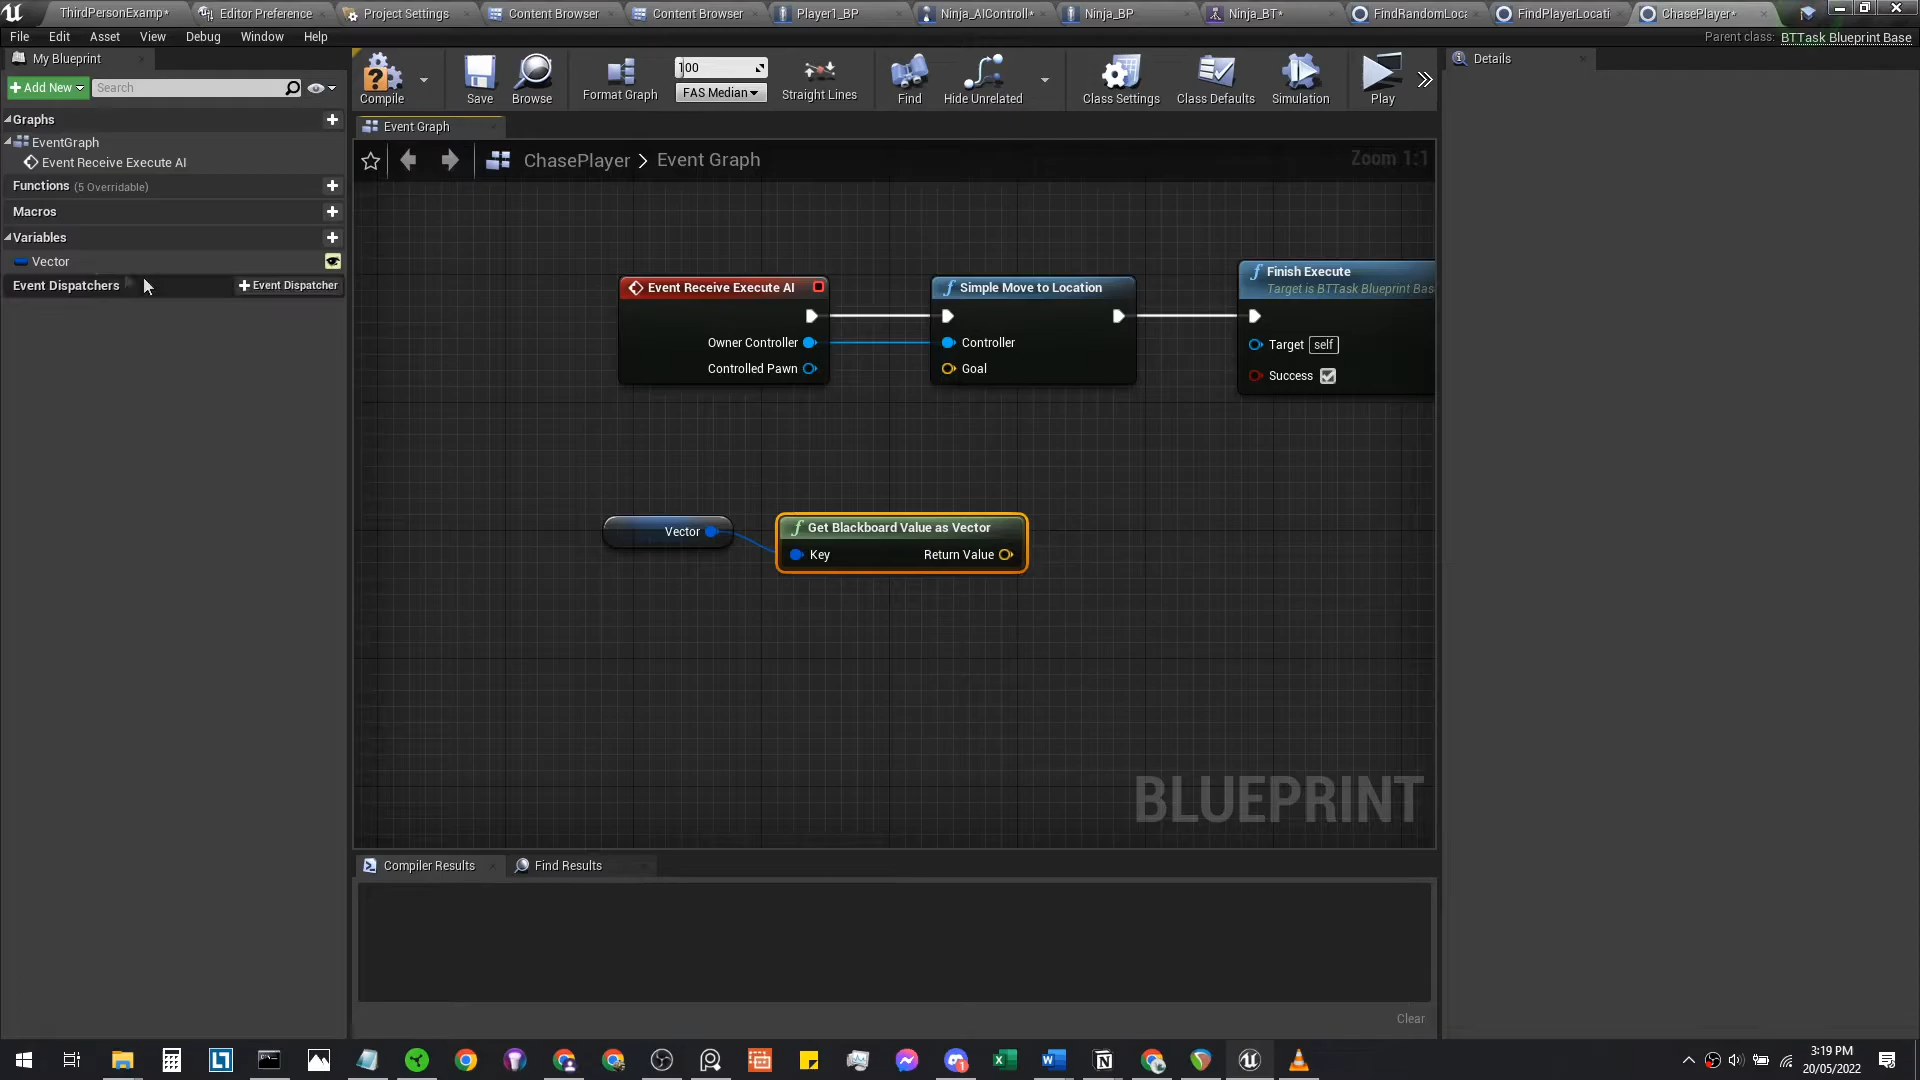 ThirdPersonExamp*
Editor Preference
Project Settings
Content Browser
Content Browser
Player1_BP
Ninja_AIControll*
Ninja_BP
Ninja_BT*
FindRandomLoca
FindPlayerLocati
ChasePlayer*
File
Edit
Asset
View
Debug
Window
Help
Parent class: BTTask Blueprint Base
My Blueprint
Add New
Search
Compile
Save
Browse
Format Graph
100
FAS Median
Straight Lines
Find
Hide Unrelated
Class Settings
Class Defaults
Simulation
Play
Details
Graphs
EventGraph
Event Receive Execute AI
Functions (5 Overridable)
Macros
Variables
Vector
Event Dispatchers
Event Dispatcher
Event Graph
ChasePlayer > Event Graph
Zoom 1:1
Event Receive Execute AI
Owner Controller
Controlled Pawn
Simple Move to Location
Controller
Goal
Finish Execute
Target is BTTask Blueprint Bas
Target self
Success
Vector
Get Blackboard Value as Vector
Key
Return Value
BLUEPRINT
Compiler Results
Find Results
Clear
3:19 PM
20/05/2022